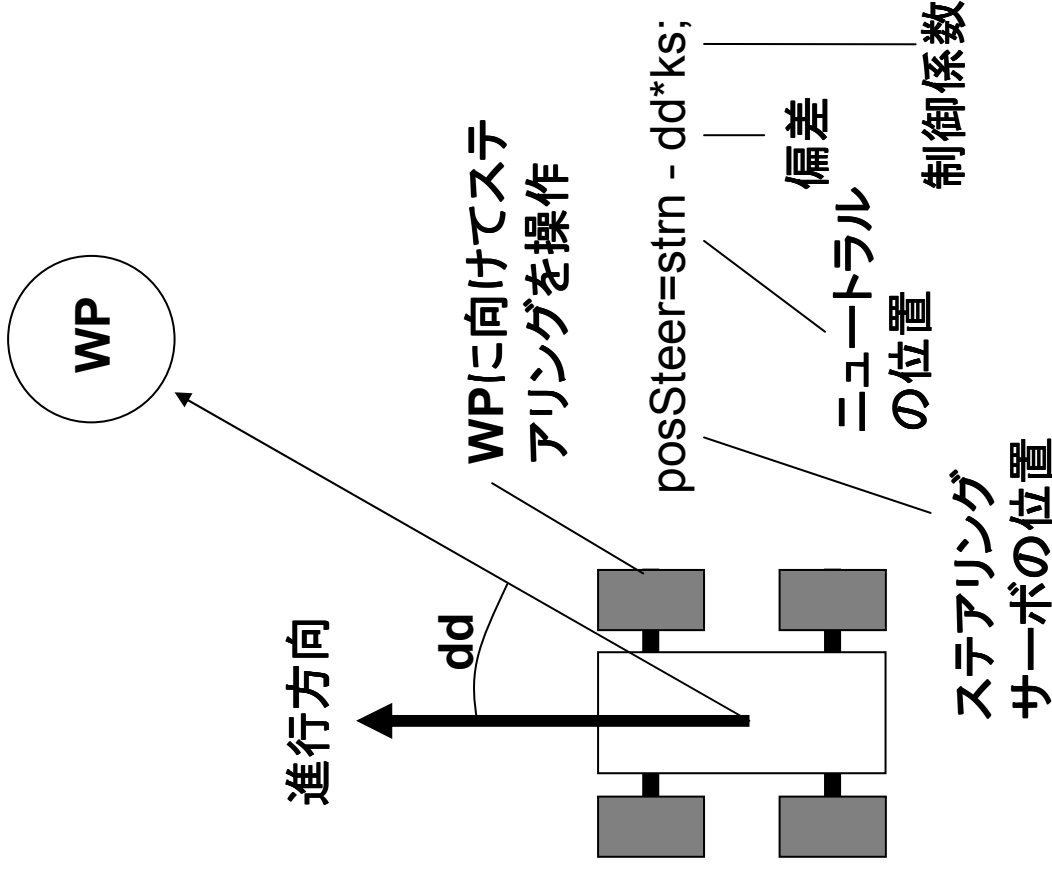 進行方向
dd
WP
WPに向けてステ
アリングを操作
posSteer=strn - dd*ks;
ステアリング
サーボの位置
ニュートラル
の位置
偏差
制御係数